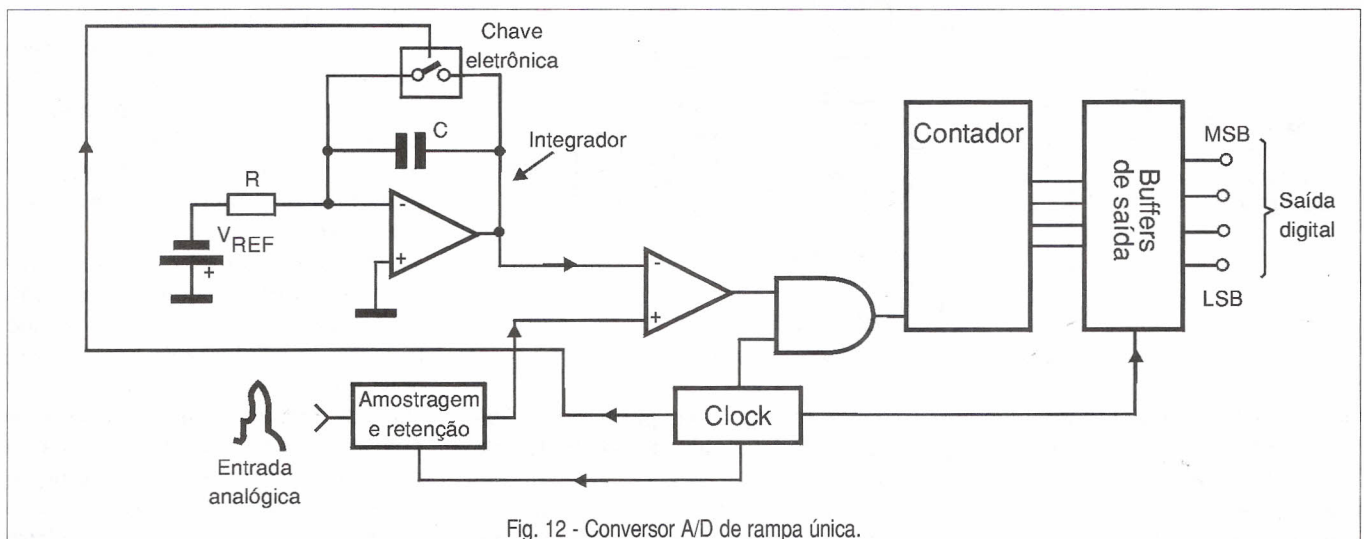 Chave
eletrônica
C
Integrador
R
VREF
+
-
+
-
+
Contador
Buffers
de saída
MSB
LSB
Saída
digital
Amostragem
e retenção
Clock
Entrada
analógica
Fig. 12 - Conversor A/D de rampa única.